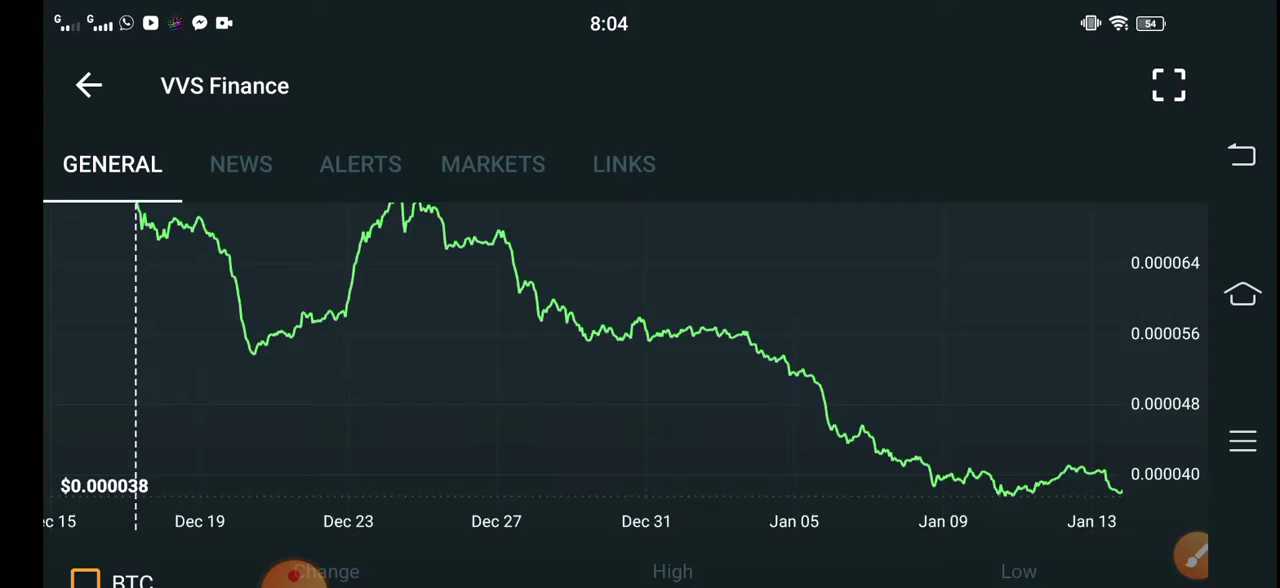 G G 8:04 54
VVS Finance
GENERAL NEWS ALERTS MARKETS LINKS
0.000064
0.000056
0.000048
0.000040
$0.000038
c 15 Dec 19 Dec 23 Dec 27 Dec 31 Jan 05 Jan 09 Jan 13
BTC Change High Low